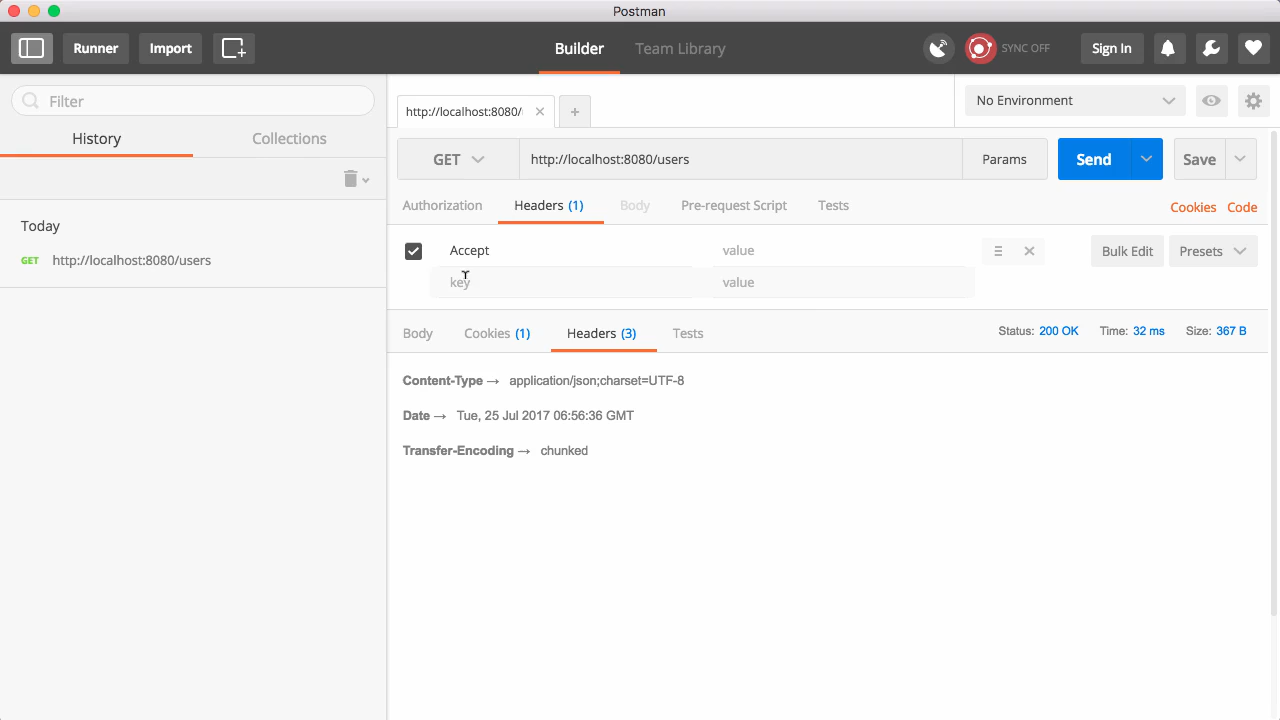 Postman
Runner
Import
Builder
Team Library
SYNC OFF
Sign In
Filter
History
Collections
Today
GET http://localhost:8080/users
http://localhost:8080/
No Environment
GET
http://localhost:8080/users
Params
Send
Save
Authorization
Headers (1)
Body
Pre-request Script
Tests
Cookies
Code
Accept
value
Bulk Edit
Presets
key
value
Body
Cookies (1)
Headers (3)
Tests
Status: 200 OK
Time: 32 ms
Size: 367 B
Content-Type → application/json;charset=UTF-8
Date → Tue, 25 Jul 2017 06:56:36 GMT
Transfer-Encoding → chunked